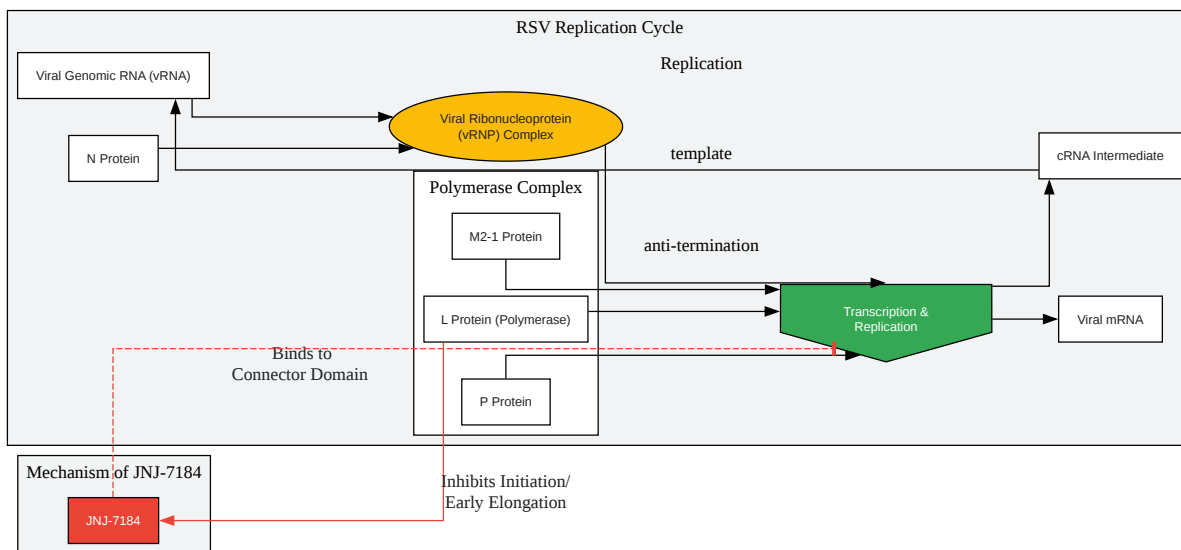 RSV Replication Cycle
Replication
Viral Genomic RNA (vRNA)
Viral Ribonucleoprotein
(vRNP) Complex
N Protein
template
cRNA Intermediate
Polymerase Complex
M2-1 Protein
anti-termination
L Protein (Polymerase)
Transcription &
Replication
Viral mRNA
Binds to
Connector Domain
P Protein
Mechanism of JNJ-7184
Inhibits Initiation/
Early Elongation
JNJ-7184